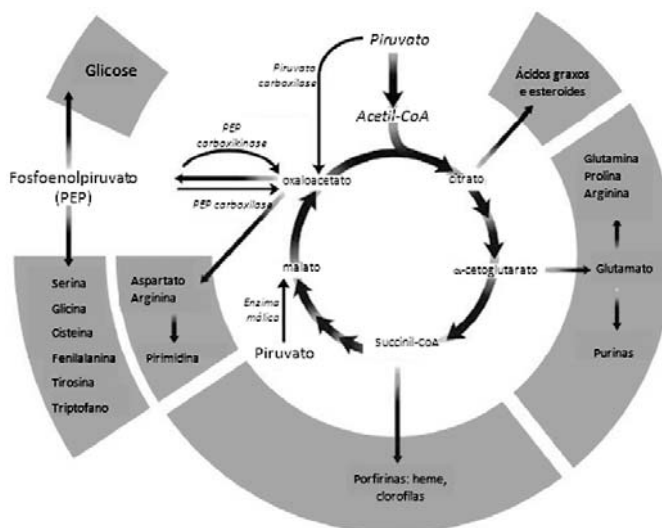 Glicose
Piruvato
Piruvato
carboxilase
Acetil-CoA
Ácidos graxos
e esteroides
PEP
carboxikinase
Fosfoenolpiruvato
(PEP)
oxaloacetato
citrato
PEP carboxilase
Glutamina
Prolina
Arginina
Serina
Glicina
Cisteina
Fenilalanina
Tirosina
Triptofano
Aspartato
Arginina
Pirimidina
malato
Enzima
málica
Piruvato
α-cetoglutarato
Glutamato
Succinil-CoA
Purinas
Porfirinas: heme,
clorofilas